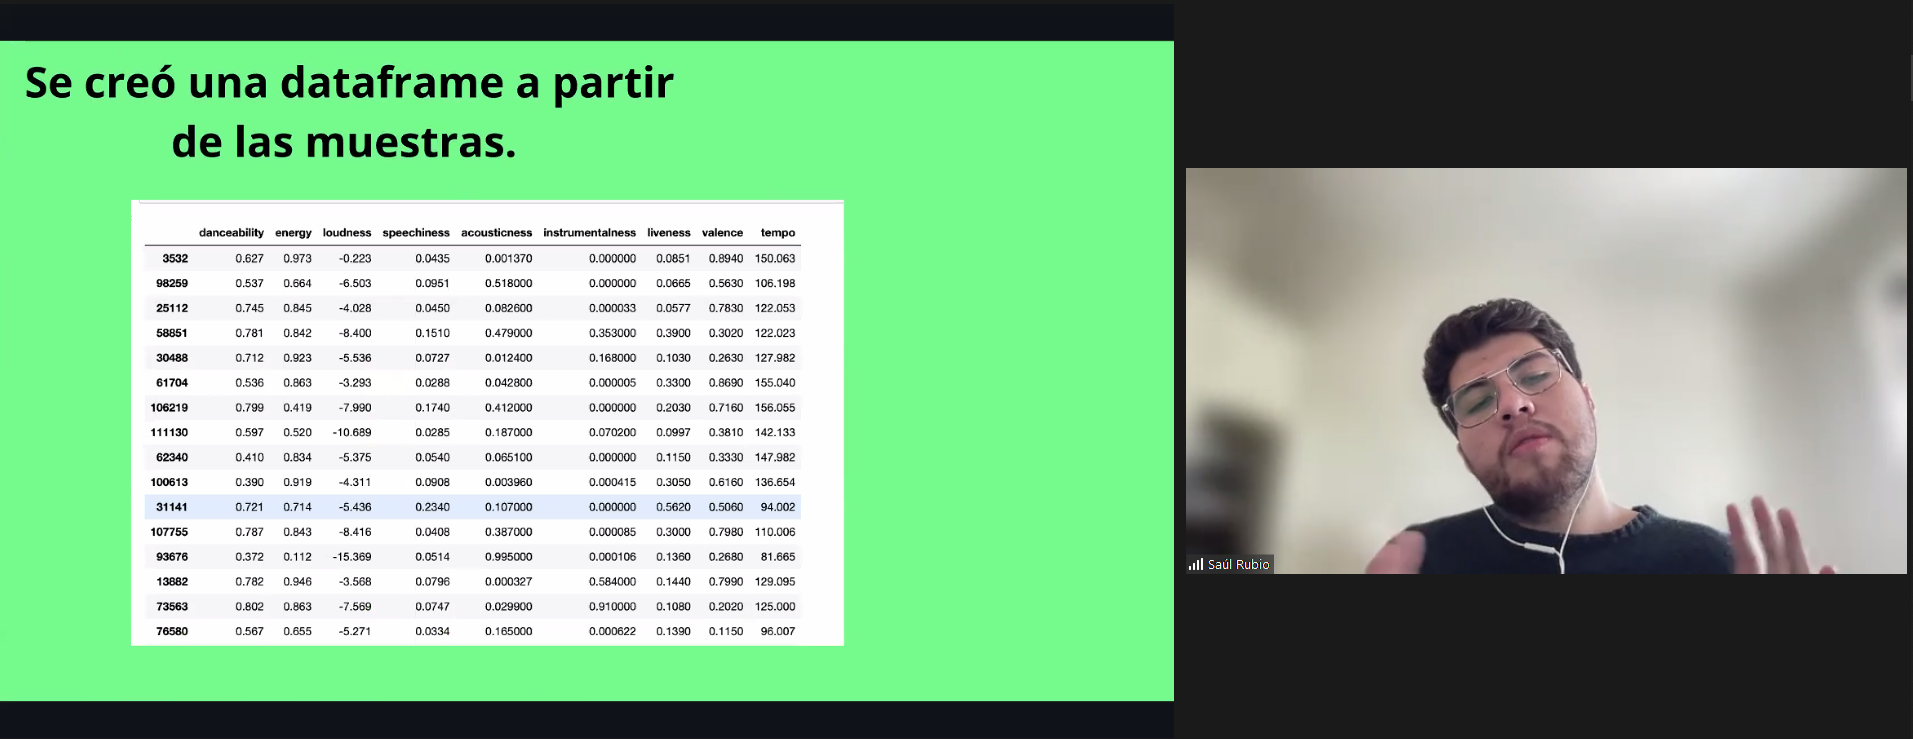 Se creó una dataframe a partir
de las muestras.
danceability energy loudness speechiness acousticness instrumentalness liveness valence tempo
3532 0.627 0.973 -0.223 0.0435 0.001370 0.000000 0.0851 0.8940 150.063
98259 0.537 0.664 -6.503 0.0951 0.518000 0.000000 0.0665 0.5630 106.198
25112 0.745 0.845 -4.028 0.0450 0.082600 0.000033 0.0577 0.7830 122.053
58851 0.781 0.842 -8.400 0.1510 0.479000 0.353000 0.3900 0.3020 122.023
30488 0.712 0.923 -5.536 0.0727 0.012400 0.168000 0.1030 0.2630 127.982
61704 0.536 0.863 -3.293 0.0288 0.042800 0.000005 0.3300 0.8690 155.040
106219 0.799 0.419 -7.990 0.1740 0.412000 0.000000 0.2030 0.7160 156.055
111130 0.597 0.520 -10.689 0.0285 0.187000 0.070200 0.0997 0.3810 142.133
62340 0.410 0.834 -5.375 0.0540 0.065100 0.000000 0.1150 0.3330 147.982
100613 0.390 0.919 -4.311 0.0908 0.003960 0.000415 0.3050 0.6160 136.654
31141 0.721 0.714 -5.436 0.2340 0.107000 0.000000 0.5620 0.5060 94.002
107755 0.787 0.843 -8.416 0.0408 0.387000 0.000085 0.3000 0.7980 110.006
93676 0.372 0.112 -15.369 0.0514 0.995000 0.000106 0.1360 0.2680 81.665
13882 0.782 0.946 -3.568 0.0796 0.000327 0.584000 0.1440 0.7990 129.095
73563 0.802 0.863 -7.569 0.0747 0.029900 0.910000 0.1080 0.2020 125.000
76580 0.567 0.655 -5.271 0.0334 0.165000 0.000622 0.1390 0.1150 96.007
Saúl Rubio